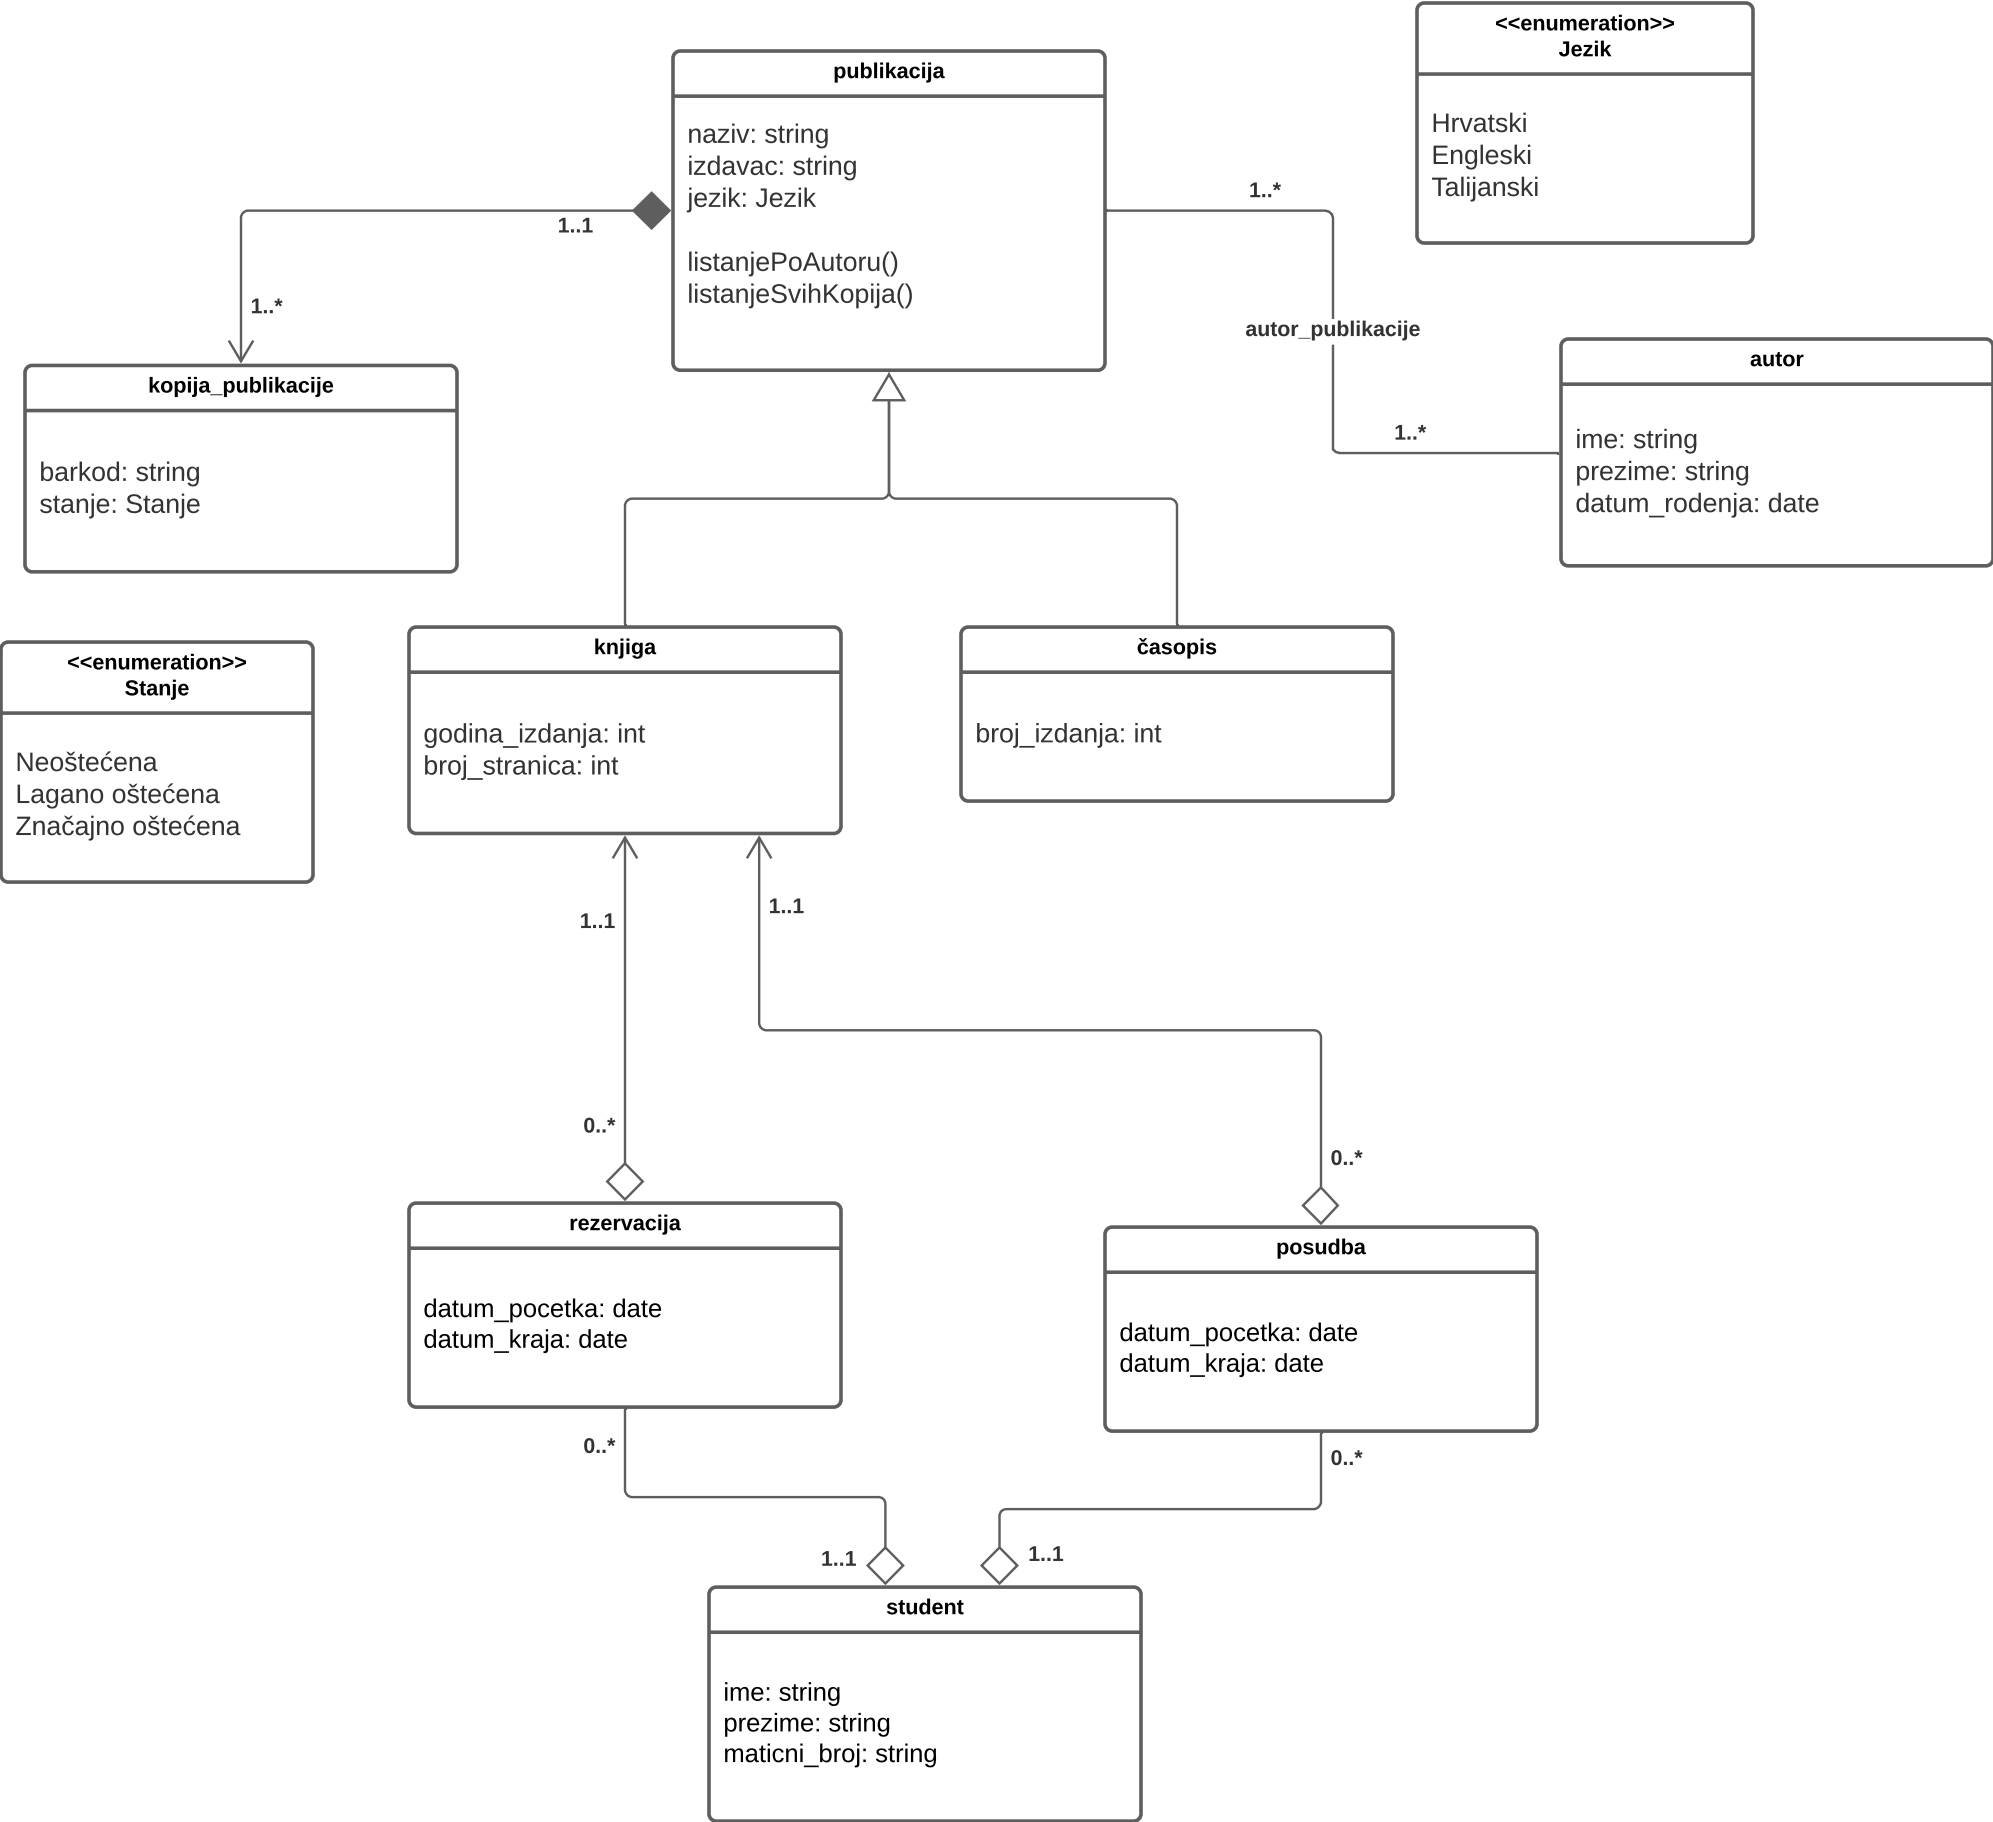 <<enumeration>>
Jezik
Hrvatski
Engleski
Talijanski
publikacija
naziv: string
izdavac: string
jezik: Jezik
listanjePoAutoru()
listanjeSvihKopija()
1..1
1..*
1..*
autor_publikacije
1..*
autor
ime: string
prezime: string
datum_rodenja: date
kopija_publikacije
barkod: string
stanje: Stanje
<<enumeration>>
Stanje
Neoštećena
Lagano oštećena
Značajno oštećena
knjiga
godina_izdanja: int
broj_stranica: int
časopis
broj_izdanja: int
1..1
1..1
0..*
0..*
rezervacija
datum_pocetka: date
datum_kraja: date
posudba
datum_pocetka: date
datum_kraja: date
0..*
0..*
1..1
1..1
student
ime: string
prezime: string
maticni_broj: string